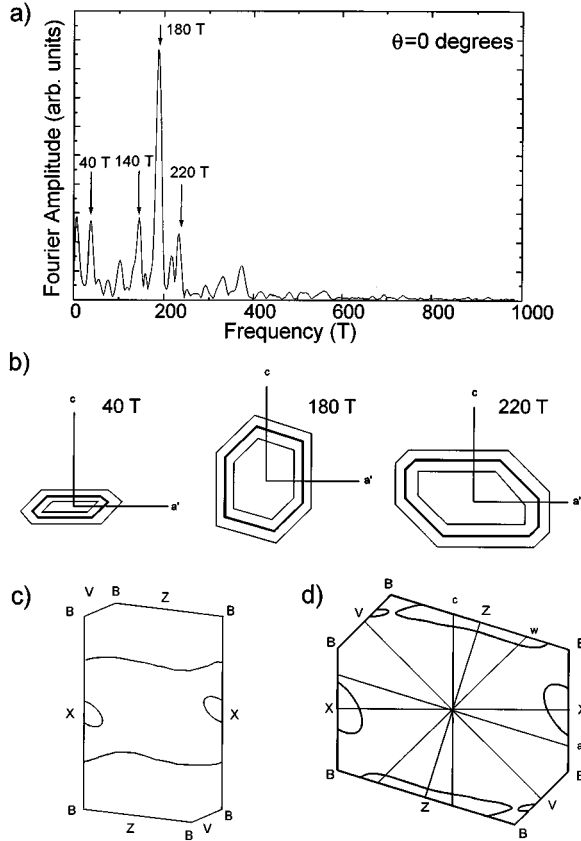 a)
180 T
θ=0 degrees
40 T
140 T
220 T
Fourier Amplitude (arb. units)
0 200 400 600 800 1000
Frequency (T)
b)
c
40 T
a'
c
180 T
a'
c
220 T
a'
c)
V B Z
B B
X X
B B
Z V
B
d)
B
V c Z
w
B B
X X
a
B B
Z V
B